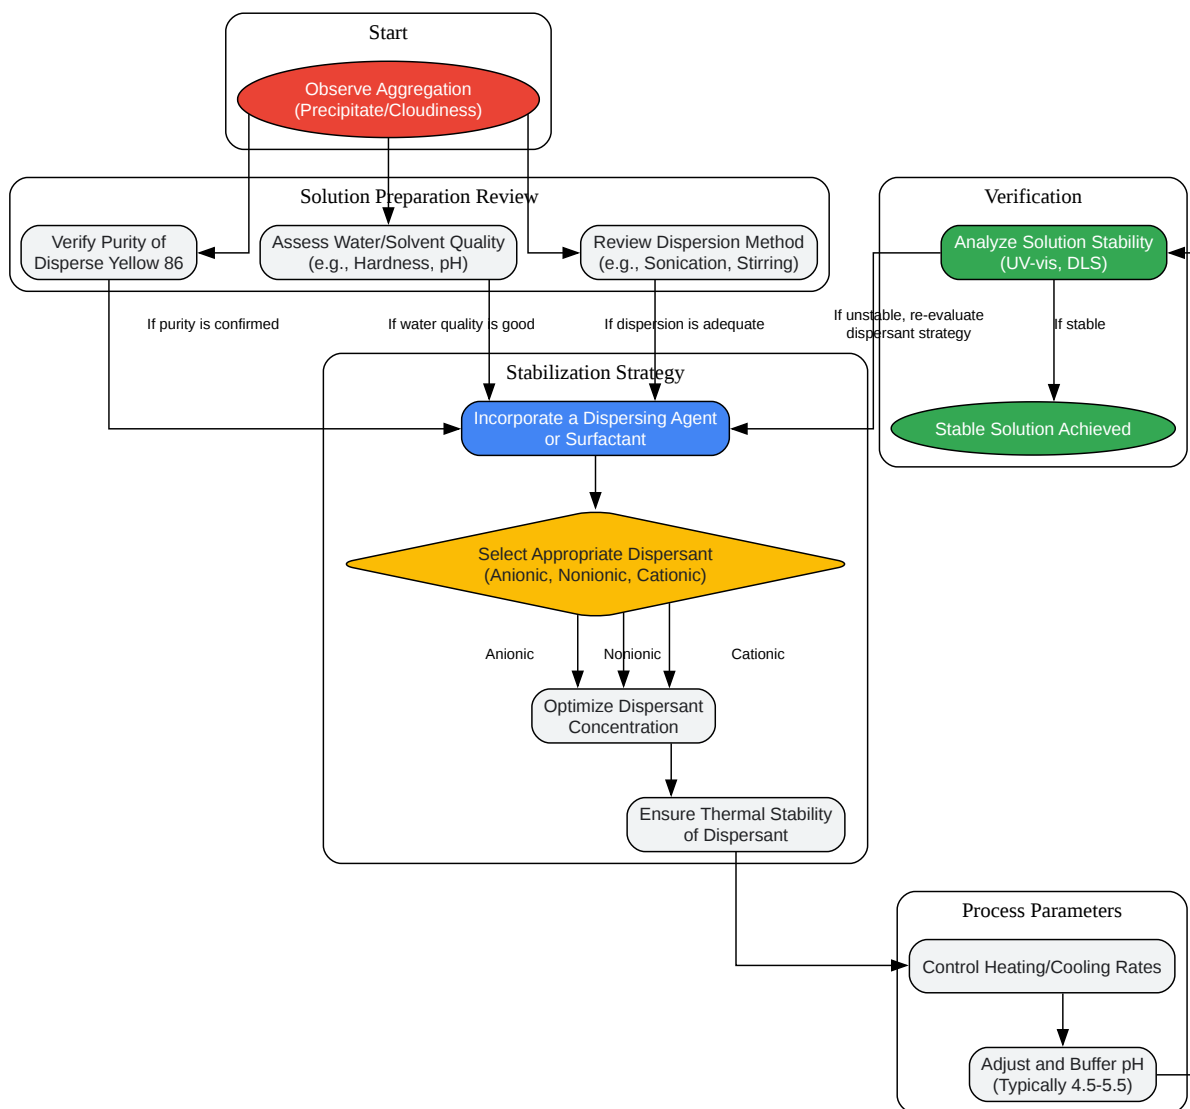 Start
Observe Aggregation
(Precipitate/Cloudiness)
Solution Preparation Review
Verify Purity of
Disperse Yellow 86
Assess Water/Solvent Quality
(e.g., Hardness, pH)
Review Dispersion Method
(e.g., Sonication, Stirring)
Verification
Analyze Solution Stability
(UV-vis, DLS)
If purity is confirmed
If water quality is good
If dispersion is adequate
If unstable, re-evaluate
dispersant strategy
If stable
Stabilization Strategy
Incorporate a Dispersing Agent
or Surfactant
Stable Solution Achieved
Select Appropriate Dispersant
(Anionic, Nonionic, Cationic)
Anionic
Nonionic
Cationic
Optimize Dispersant
Concentration
Ensure Thermal Stability
of Dispersant
Process Parameters
Control Heating/Cooling Rates
Adjust and Buffer pH
(Typically 4.5-5.5)